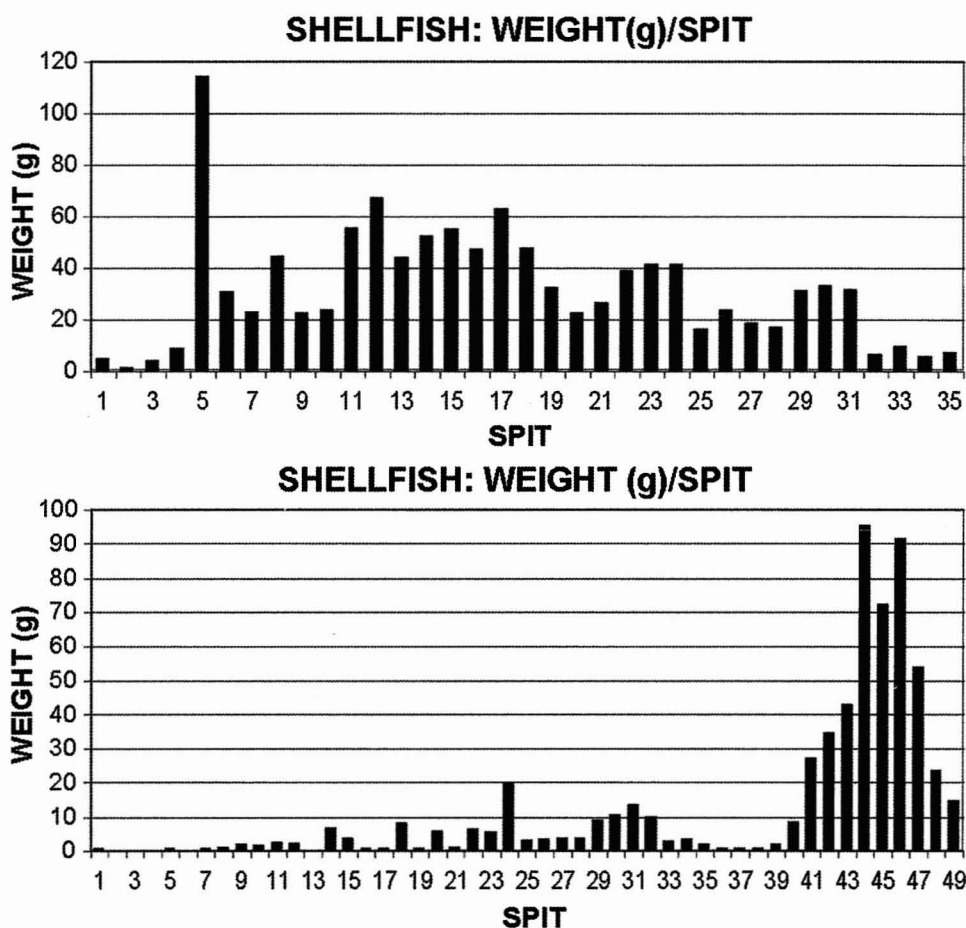 SHELLFISH: WEIGHT(g)/SPIT
120
100
80
60
40
20
0
WEIGHT (g)
1 3 5 7 9 11 13 15 17 19 21 23 25 27 29 31 33 35
SPIT
SHELLFISH: WEIGHT (g)/SPIT
100
90
80
70
60
50
40
30
20
10
0
WEIGHT (g)
1 3 5 7 9 11 13 15 17 19 21 23 25 27 29 31 33 35 37 39 41 43 45 47 49
SPIT